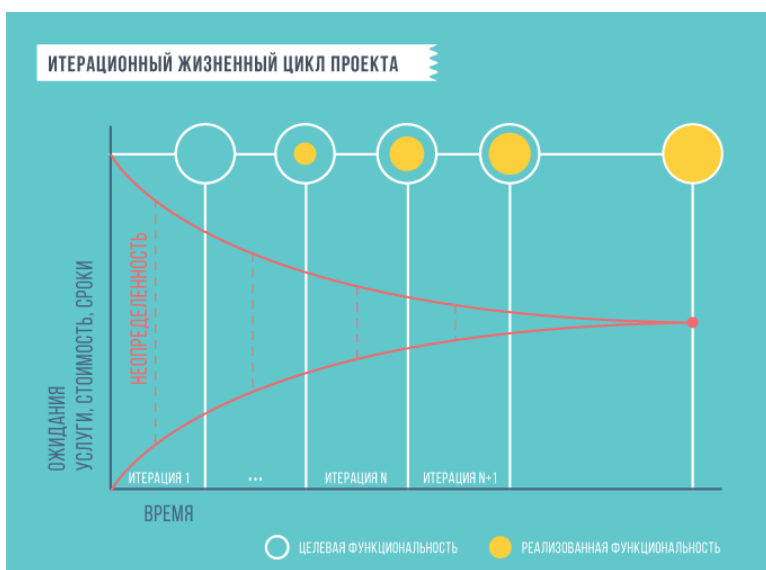 ИТЕРАЦИОННЫЙ ЖИЗНЕННЫЙ ЦИКЛ ПРОЕКТА
ОЖИДАНИЯ
УСЛУГИ, СТОИМОСТЬ, СРОКИ
НЕОПРЕДЕЛЕННОСТЬ
ИТЕРАЦИЯ 1
...
ИТЕРАЦИЯ N
ИТЕРАЦИЯ N+1
ВРЕМЯ
ЦЕЛЕВАЯ ФУНКЦИОНАЛЬНОСТЬ
РЕАЛИЗОВАННАЯ ФУНКЦИОНАЛЬНОСТЬ